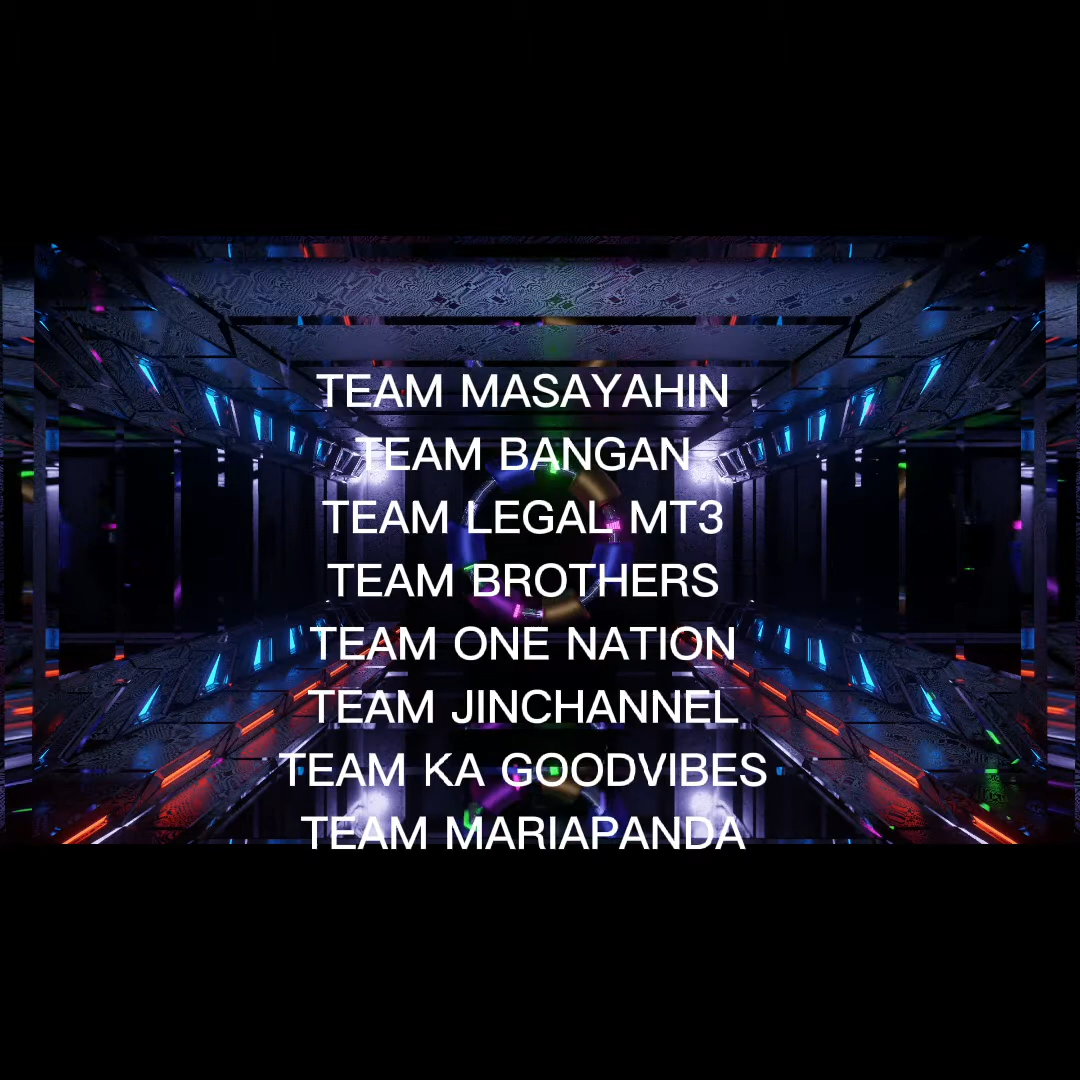 TEAM MASAYAHIN
TEAM BANGAN
TEAM LEGAL MT3
TEAM BROTHERS
TEAM ONE NATION
TEAM JINCHANNEL
TEAM KA GOODVIBES
TEAM MARIAPANDA